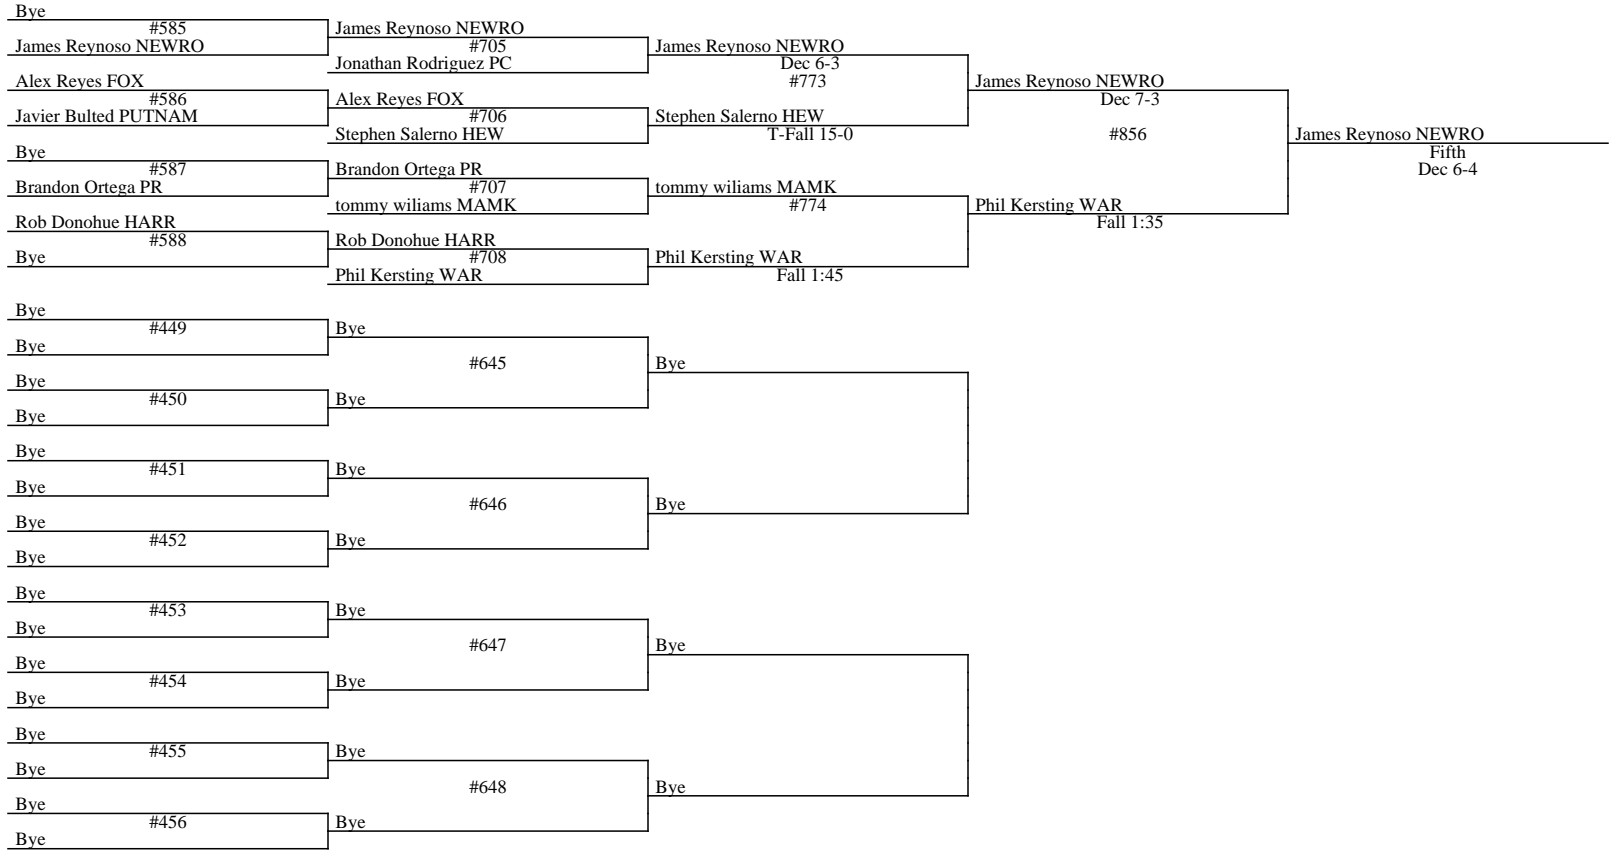 Bye
#585
James Reynoso NEWRO
Alex Reyes FOX
#586
Javier Bulted PUTNAM
Bye
#587
Brandon Ortega PR
Rob Donohue HARR
#588
Bye
James Reynoso NEWRO
#705
Jonathan Rodriguez PC
Alex Reyes FOX
#706
Stephen Salerno HEW
Brandon Ortega PR
#707
tommy wiliams MAMK
Rob Donohue HARR
#708
Phil Kersting WAR
James Reynoso NEWRO
Dec 6-3
#773
Stephen Salerno HEW
T-Fall 15-0
tommy wiliams MAMK
#774
Phil Kersting WAR
Fall 1:45
James Reynoso NEWRO
Dec 7-3
#856
Phil Kersting WAR
Fall 1:35
James Reynoso NEWRO
Fifth
Dec 6-4
Bye
#449
Bye
Bye
#450
Bye
Bye
#451
Bye
Bye
#452
Bye
Bye
#453
Bye
Bye
#454
Bye
Bye
#455
Bye
Bye
#456
Bye
Bye
#645
Bye
Bye
#646
Bye
Bye
#647
Bye
Bye
#648
Bye
Bye
Bye
Bye
Bye